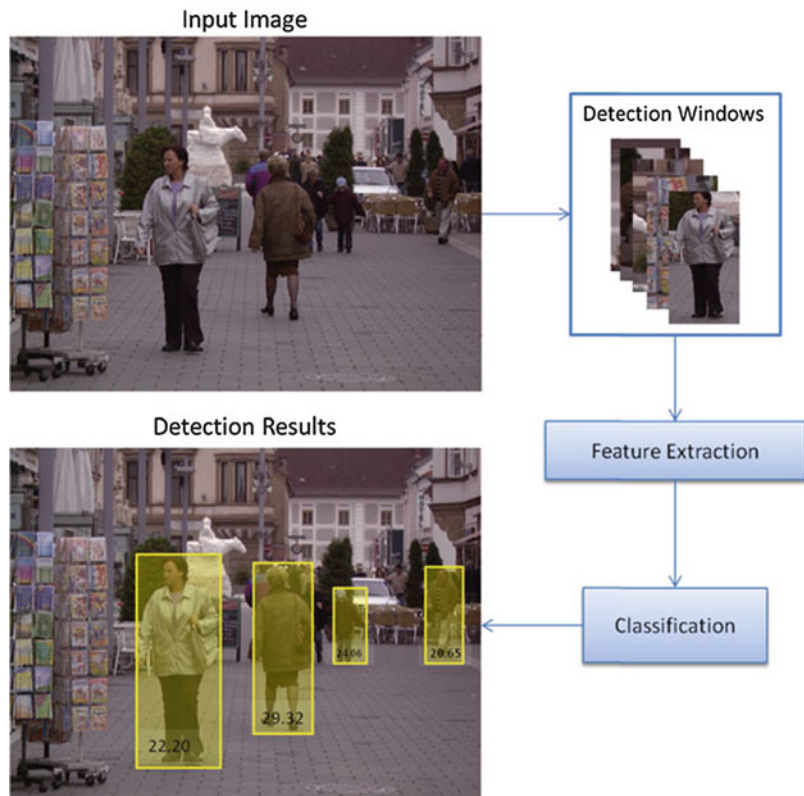 Input Image
Detection Windows
Feature Extraction
Classification
Detection Results
22.20
29.32
24.06
20.65